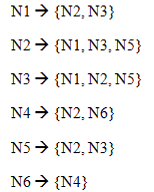 N1 → {N2, N3}
N2 → {N1, N3, N5}
N3 → {N1, N2, N5}
N4 → {N2, N6}
N5 → {N2, N3}
N6 → {N4}